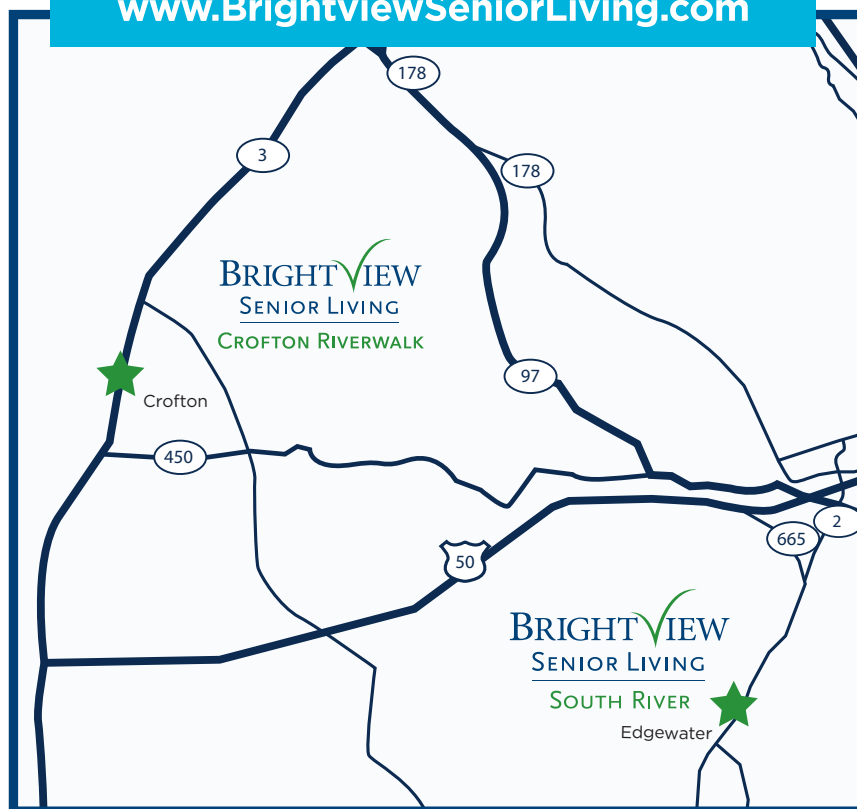 www.BrightviewSeniorLiving.com
178
3
178
BRIGHTVIEW
SENIOR LIVING
CROFTON RIVERWALK
97
Crofton
450
2
665
50
BRIGHTVIEW
SENIOR LIVING
SOUTH RIVER
Edgewater